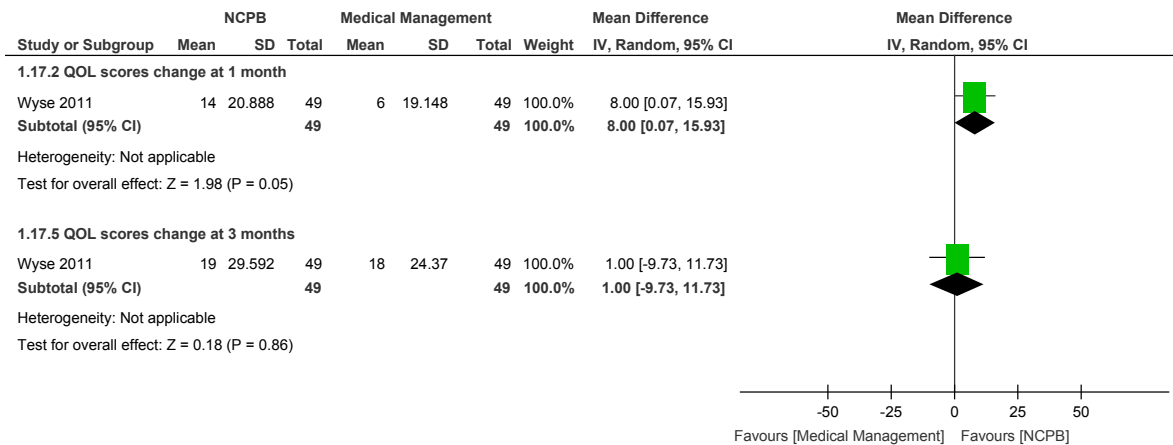 NCPB Medical Management Mean Difference Mean Difference
Study or Subgroup Mean SD Total Mean SD Total Weight IV, Random, 95% CI IV, Random, 95% CI
1.17.2 QOL scores change at 1 month
Wyse 2011 14 20.888 49 6 19.148 49 100.0% 8.00 [0.07, 15.93]
Subtotal (95% CI) 49 49 100.0% 8.00 [0.07, 15.93]
Heterogeneity: Not applicable
Test for overall effect: Z = 1.98 (P = 0.05)
1.17.5 QOL scores change at 3 months
Wyse 2011 19 29.592 49 18 24.37 49 100.0% 1.00 [-9.73, 11.73]
Subtotal (95% CI) 49 49 100.0% 1.00 [-9.73, 11.73]
Heterogeneity: Not applicable
Test for overall effect: Z = 0.18 (P = 0.86)
-50 -25 0 25 50
Favours [Medical Management] Favours [NCPB]